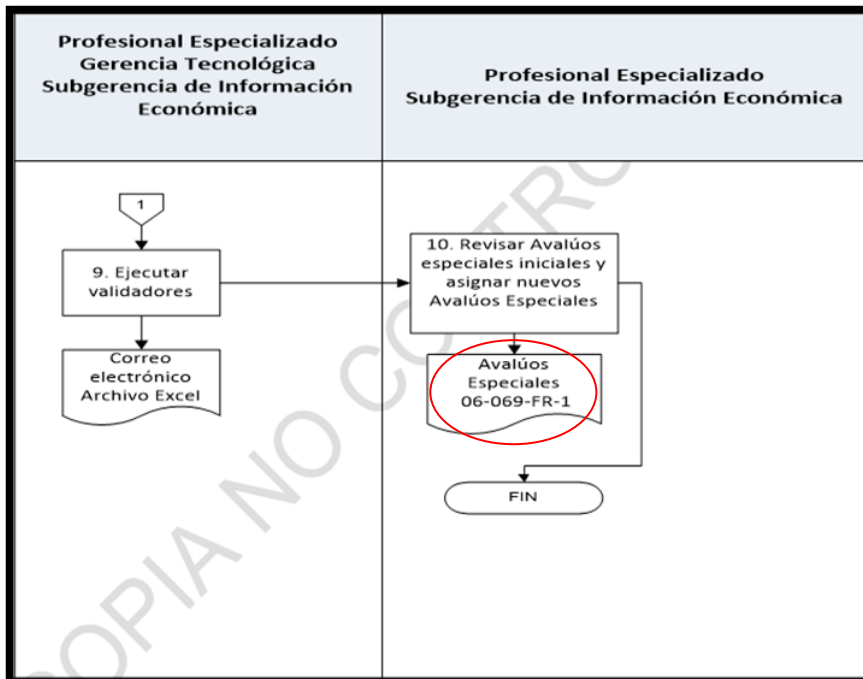 Profesional Especializado
Gerencia Tecnológica
Subgerencia de Información
Económica
Profesional Especializado
Subgerencia de Información Económica
1
9. Ejecutar
validadores
Correo
electrónico
Archivo Excel
10. Revisar Avalúos
especiales iniciales y
asignar nuevos
Avalúos Especiales
Avalúos
Especiales
06-069-FR-1
FIN
COPIA NO CONTRO